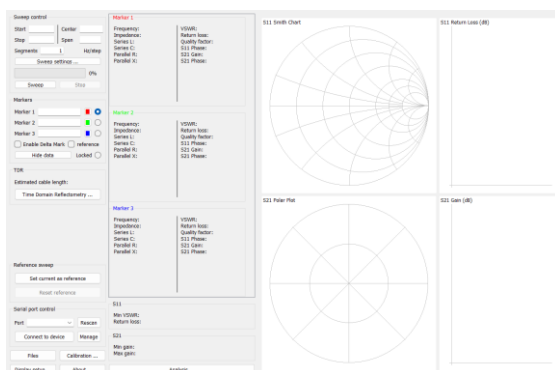 Sweep control
Start Center
Stop Span
Segments 1 Hz/step
Sweep settings ...
0%
Sweep Stop
Markers
Marker 1
Marker 2
Marker 3
Enable Delta Mark reference
Hide data Locked
TDR
Estimated cable length:
Time Domain Reflectometry ...
Reference sweep
Set current as reference
Reset reference
Serial port control
Port Rescan
Connect to device Manage
Files Calibration ...
Display setup About
Marker 1
Frequency: VSWR:
Impedance: Return loss:
Series L: Quality factor:
Series C: S11 Phase:
Parallel R: S21 Gain:
Parallel X: S21 Phase:
Marker 2
Frequency: VSWR:
Impedance: Return loss:
Series L: Quality factor:
Series C: S11 Phase:
Parallel R: S21 Gain:
Parallel X: S21 Phase:
Marker 3
Frequency: VSWR:
Impedance: Return loss:
Series L: Quality factor:
Series C: S11 Phase:
Parallel R: S21 Gain:
Parallel X: S21 Phase:
S11
Min VSWR:
Return loss:
S21
Min gain:
Max gain:
Analysis
S11 Smith Chart
S11 Return Loss (dB)
S21 Polar Plot
S21 Gain (dB)